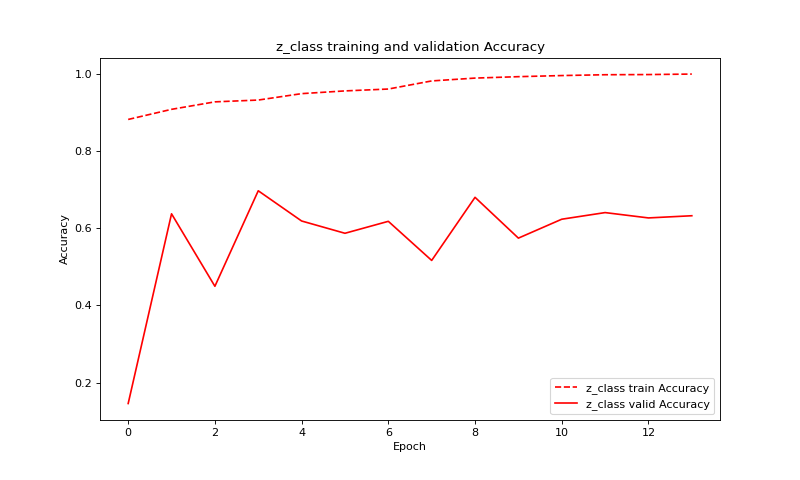 z_class training and validation Accuracy
1.0
0.8
0.6
0.4
0.2
Accuracy
z_class train Accuracy
z_class valid Accuracy
0 2 4 6 8 10 12
Epoch